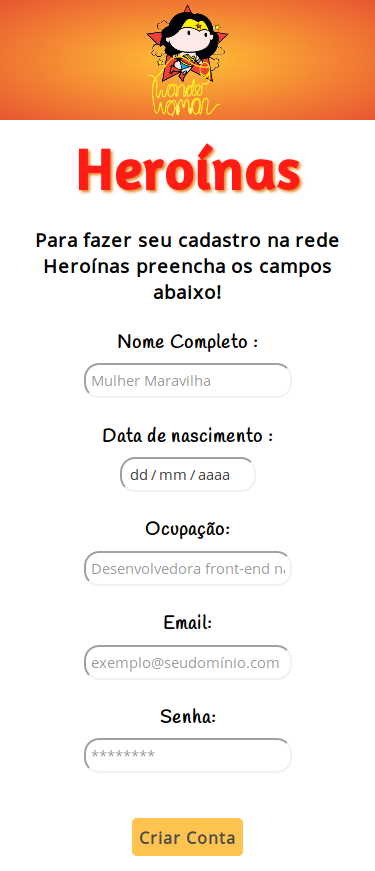 Wonder
Woman
Heroínas
Para fazer seu cadastro na rede
Heroínas preencha os campos
abaixo!
Nome Completo :
Mulher Maravilha
Data de nascimento :
dd/mm/aaaa
Ocupação:
Desenvolvedora front-end na
Email:
exemplo@seudomínio.com
Senha:
********
Criar Conta